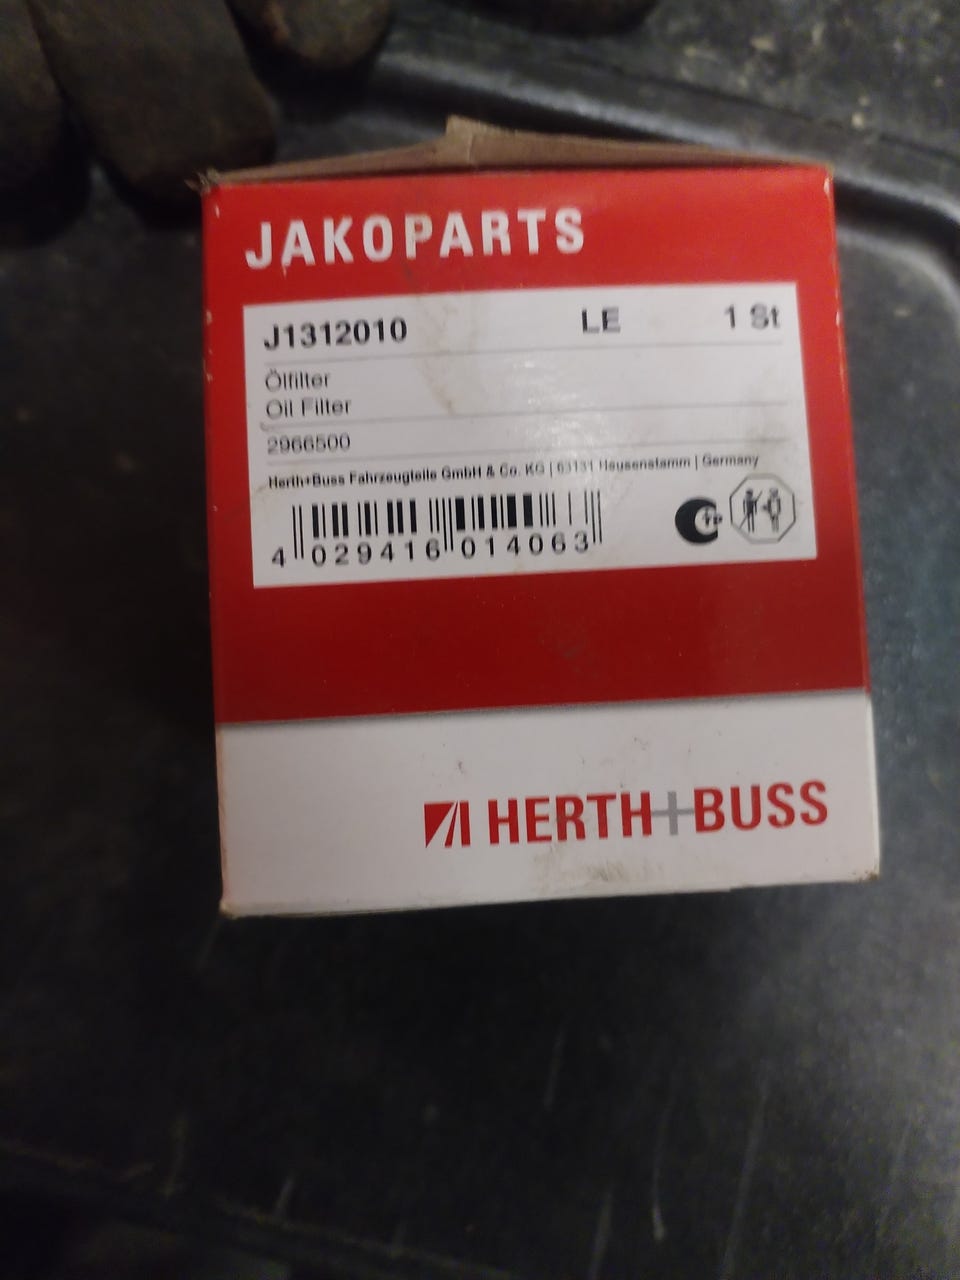 JAKOPARTS
J1312010 LE 1 St
Ölfilter
Oil Filter
2966500
Herth+Buss Fahrzeugteile GmbH & Co. KG | 63131 Heusenstamm | Germany
4 029416 014063
HERTH+BUSS